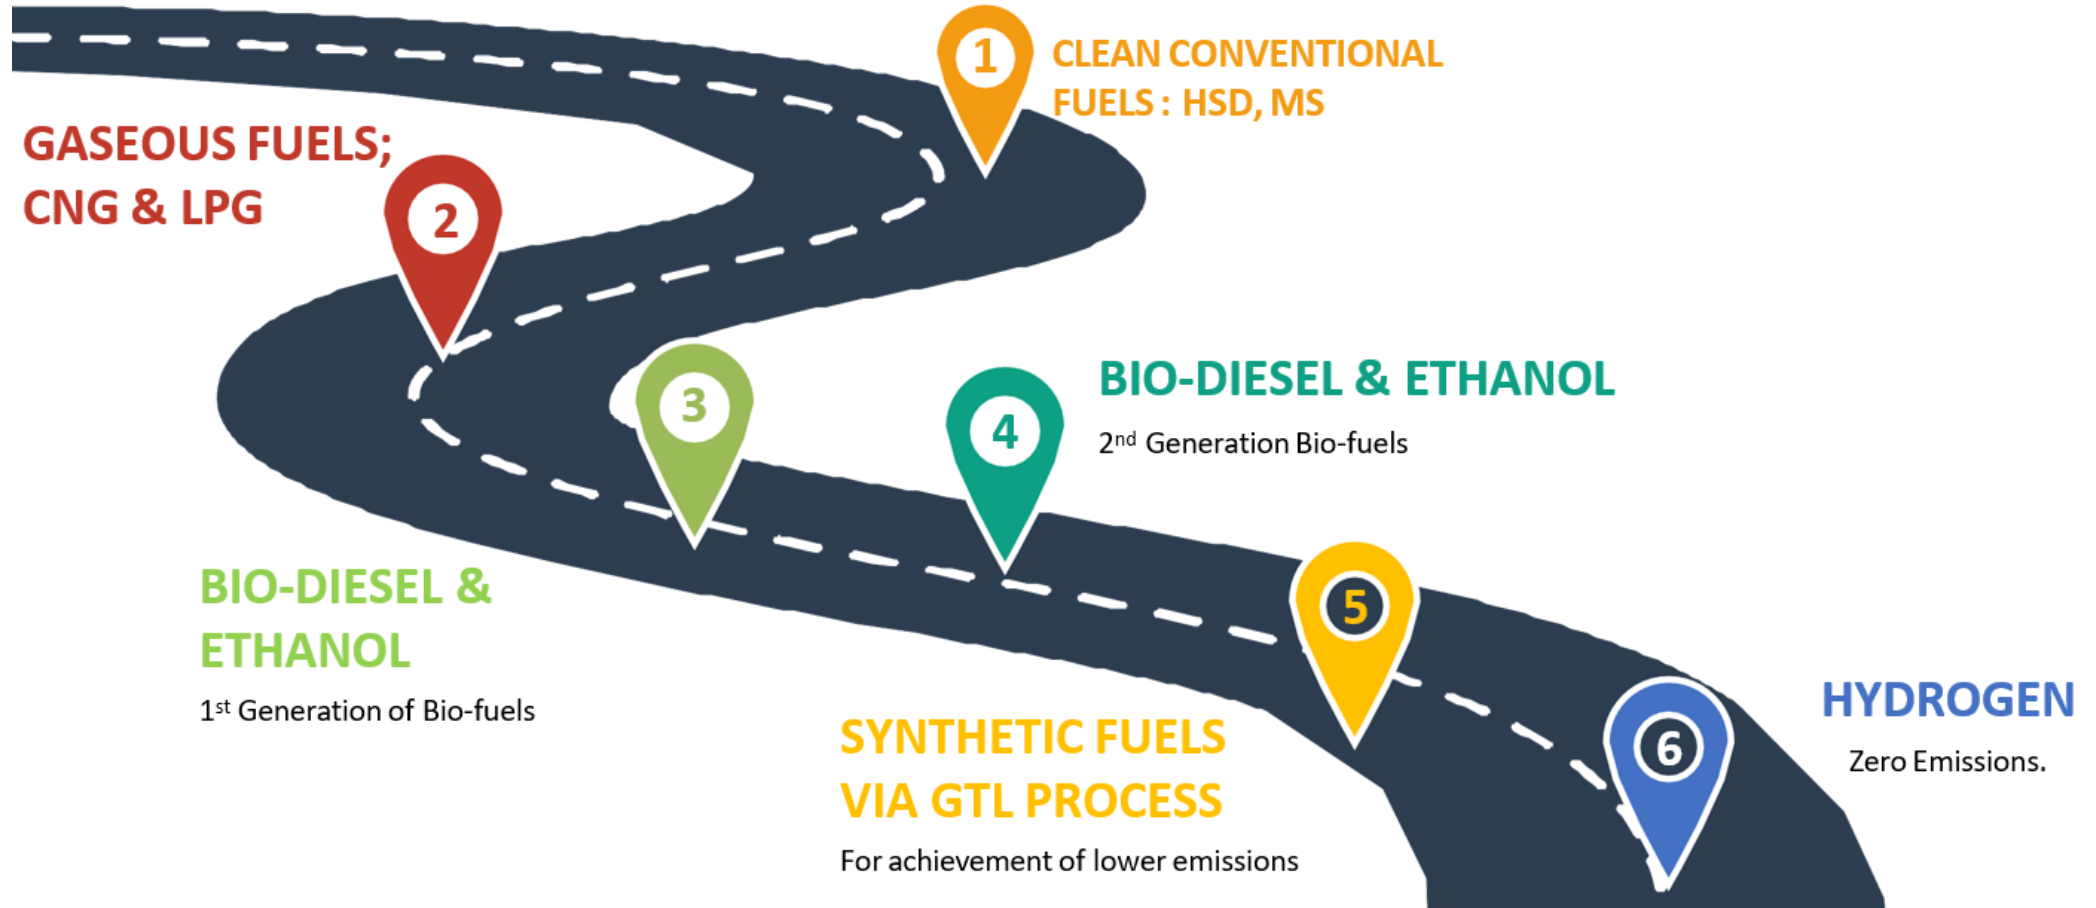 1
CLEAN CONVENTIONAL
FUELS : HSD, MS
GASEOUS FUELS;
CNG & LPG
2
3
BIO-DIESEL &
ETHANOL
1st Generation of Bio-fuels
4
BIO-DIESEL & ETHANOL
2nd Generation Bio-fuels
5
SYNTHETIC FUELS
VIA GTL PROCESS
For achievement of lower emissions
6
HYDROGEN
Zero Emissions.